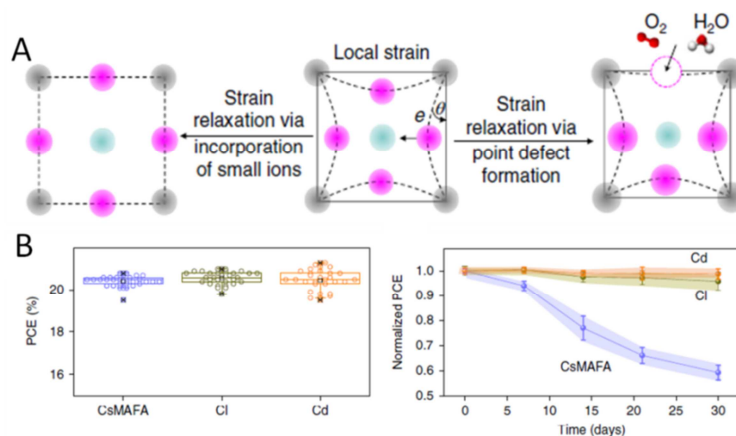 A
Strain
relaxation via
incorporation
of small ions
Local strain
e
θ
Strain
relaxation via
point defect
formation
O2
H2O
B
PCE (%)
20
18
16
CsMAFA
Cl
Cd
Normalized PCE
1.0
0.9
0.8
0.7
0.6
0.5
Cd
Cl
CsMAFA
0
5
10
15
20
25
30
Time (days)